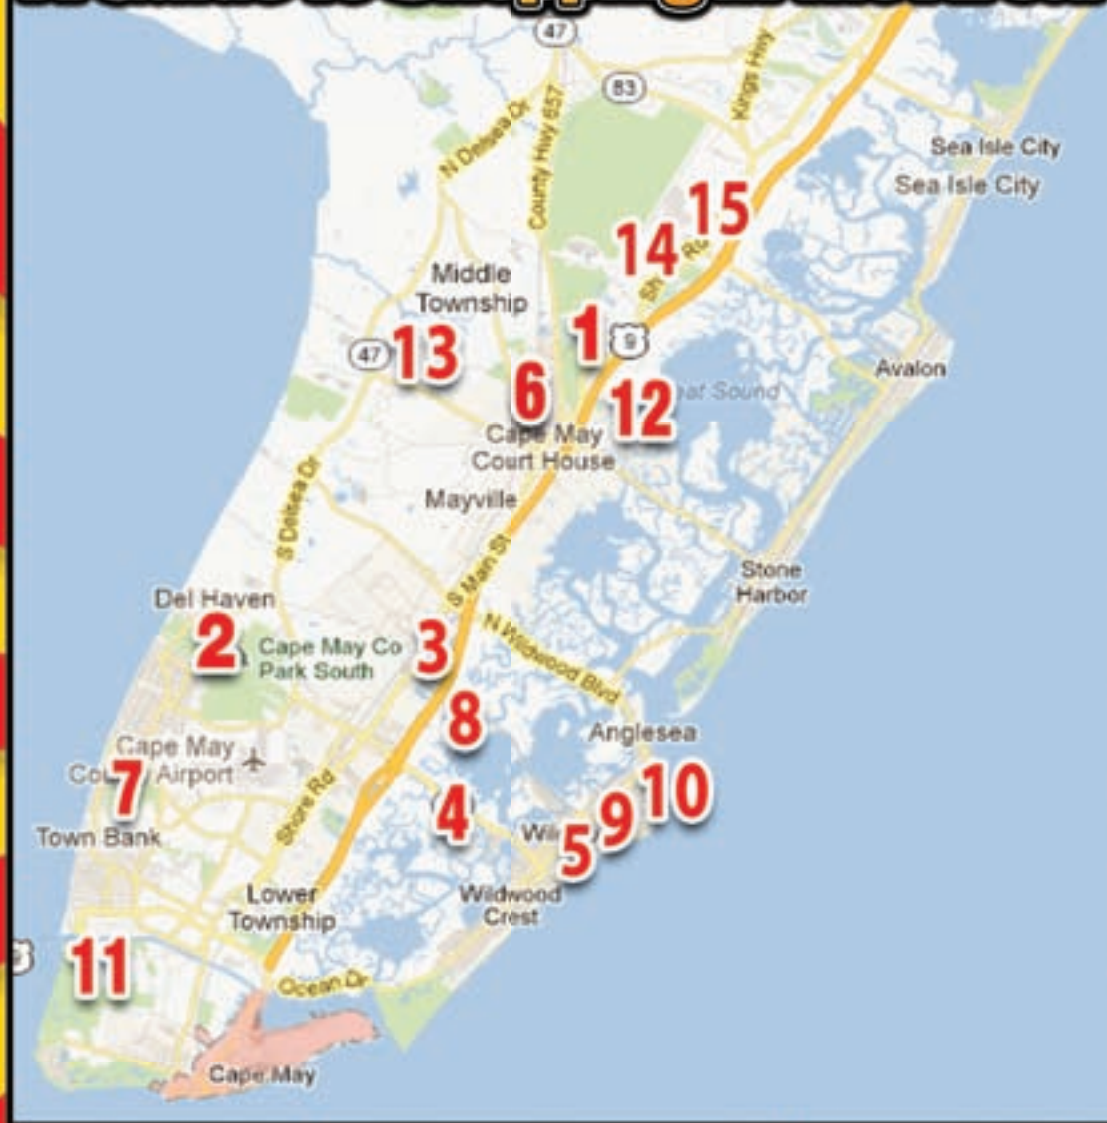 47
83
Kings Hwy
N Delsea Dr
County Hwy 657
Sea Isle City
Sea Isle City
15
14
Rd
Middle
Township
1
9
47
13
6
12
Avalon
Cape May
Court House
Mayville
S Delsea Dr
S Main St
Stone
Harbor
Del Haven
2
Cape May Co
Park South
3
N Wildwood Blvd
8
Anglesea
Cape May
Airport
7
10
9
4
5
Shore Rd
Town Bank
Lower
Township
Wildwood
Crest
11
Ocean Dr
Cape May